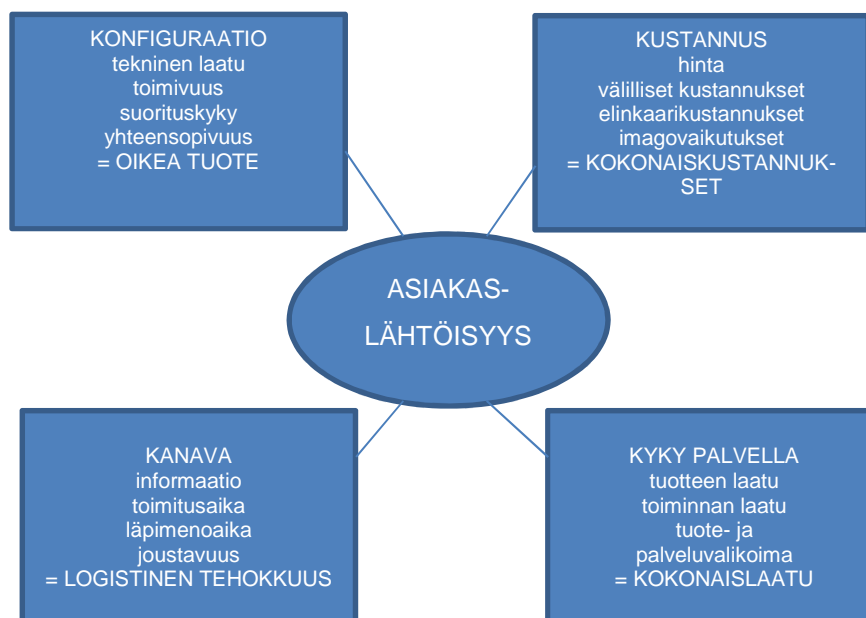 KONFIGURAATIO
tekninen laatu
toimivuus
suorituskyky
yhteensopivuus
= OIKEA TUOTE
KUSTANNUS
hinta
välilliset kustannukset
elinkaarikustannukset
imagovaikutukset
= KOKONAISKUSTANNUK-
SET
ASIAKAS-
LÄHTÖISYYS
KANAVA
informaatio
toimitusaika
läpimenoaika
joustavuus
= LOGISTINEN TEHOKKUUS
KYKY PALVELLA
tuotteen laatu
toiminnan laatu
tuote- ja
palveluvalikoima
= KOKONAISLAATU